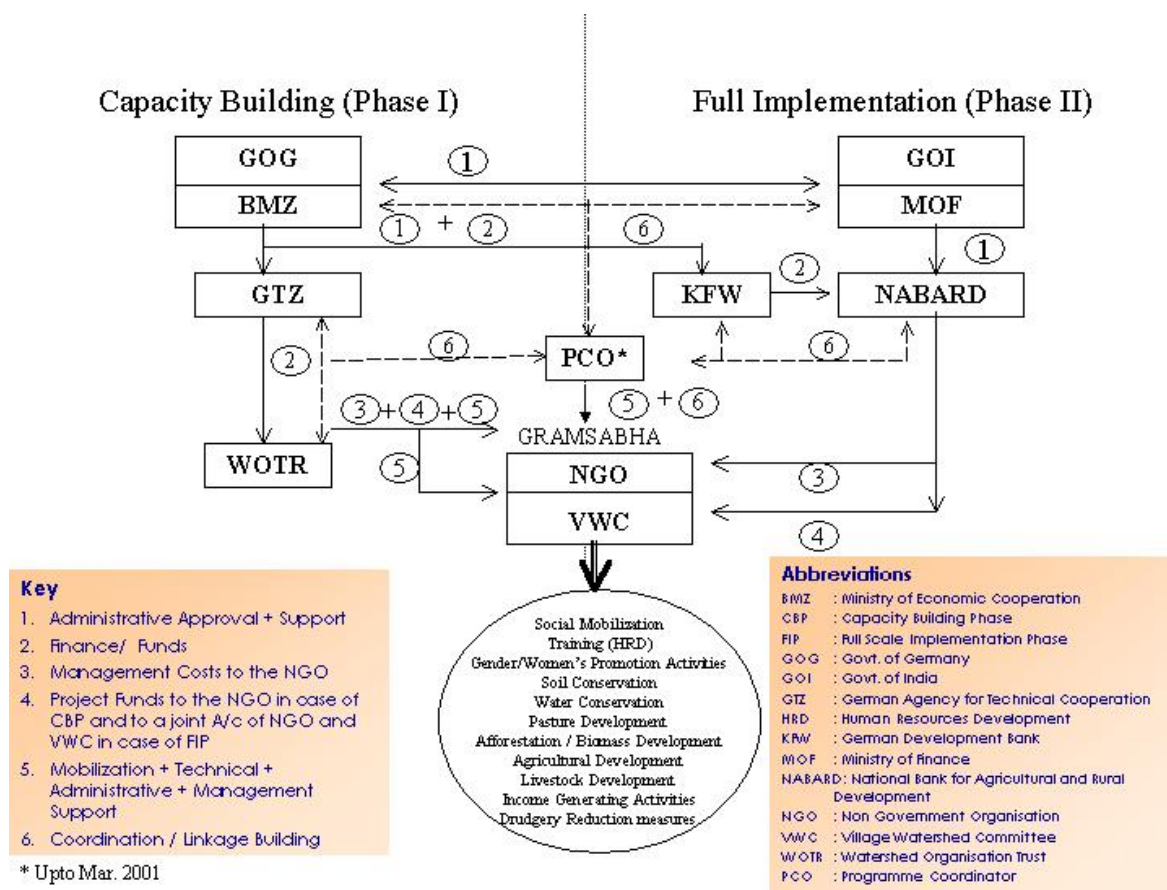 Capacity Building (Phase I)
Full Implementation (Phase II)
GOG
BMZ
1
GOI
MOF
1 + 2
6
1
GTZ
KFW
2
NABARD
2
6
PCO*
6
3+4+5
5 + 6
GRAMSABHA
WOTR
5
NGO
VWC
3
4
Key
1. Administrative Approval + Support
2. Finance/ Funds
3. Management Costs to the NGO
4. Project Funds to the NGO in case of
CBP and to a joint A/c of NGO and
VWC in case of FIP
5. Mobilization + Technical +
Administrative + Management
Support
6. Coordination / Linkage Building
* Upto Mar. 2001
Social Mobilization
Training (HRD)
Gender/Women's Promotion Activities
Soil Conservation
Water Conservation
Pasture Development
Afforestation / Biomass Development
Agricultural Development
Livestock Development
Income Generating Activities
Drudgery Reduction measures
Abbreviations
BMZ : Ministry of Economic Cooperation
CBP : Capacity Building Phase
FIP : Full Scale Implementation Phase
GOG : Govt. of Germany
GOI : Govt. of India
GTZ : German Agency for Technical Cooperation
HRD : Human Resources Development
KFW : German Development Bank
MOF : Ministry of Finance
NABARD: National Bank for Agricultural and Rural
Development
NGO : Non Government Organisation
VWC : Village Watershed Committee
WOTR : Watershed Organisation Trust
PCO : Programme Coordinator